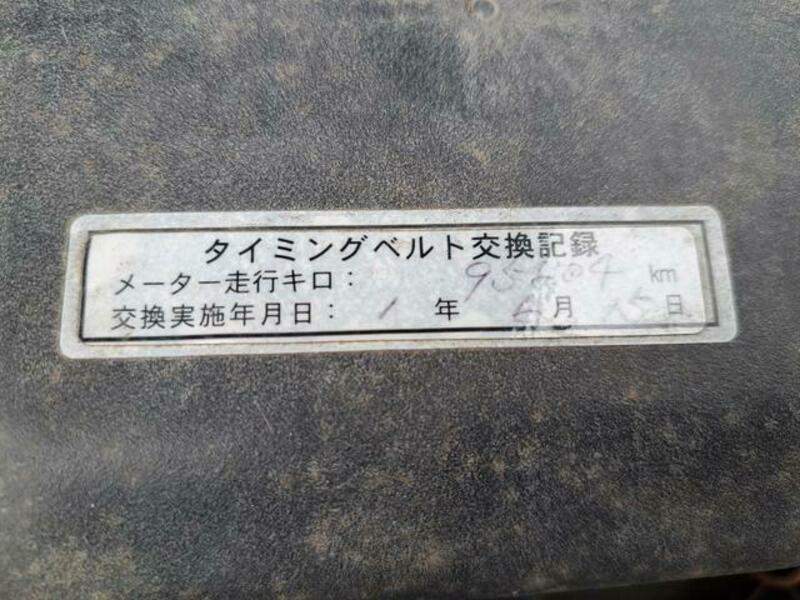 タイミングベルト交換記録
メーター走行キロ： km
交換実施年月日： 1 年 月 日